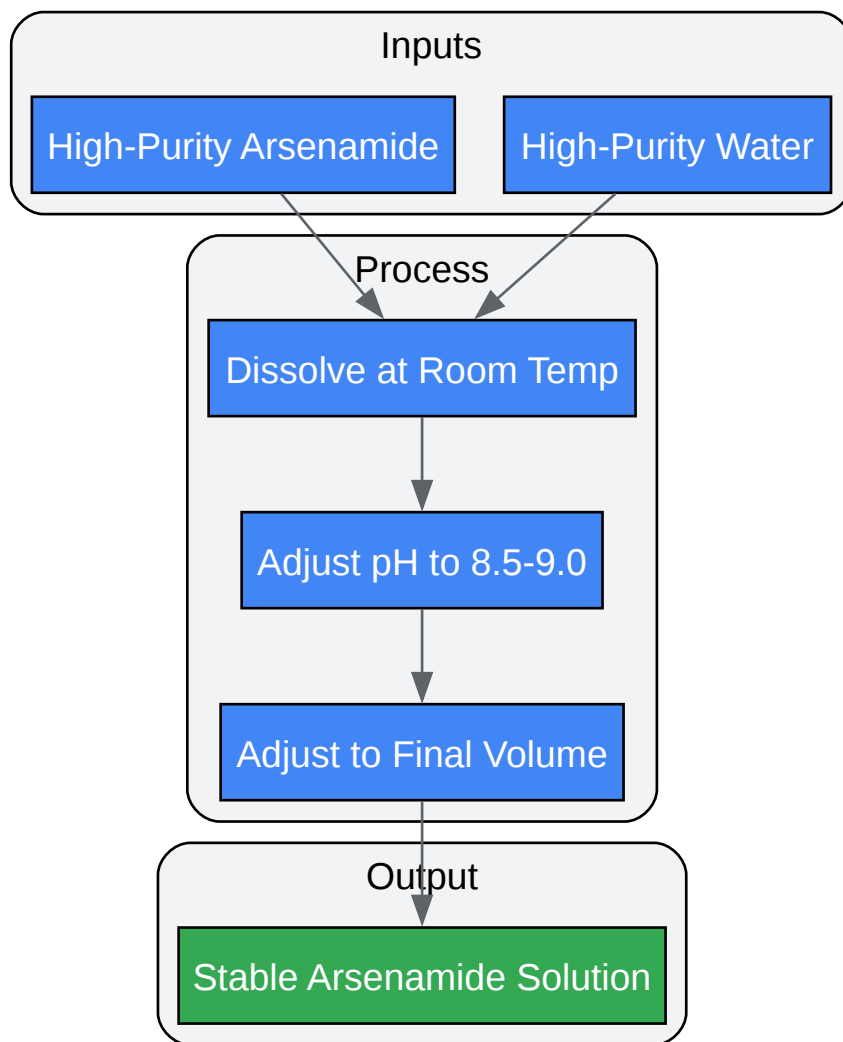 Inputs
High-Purity Arsenamide
High-Purity Water
Process
Dissolve at Room Temp
Adjust pH to 8.5-9.0
Adjust to Final Volume
Output
Stable Arsenamide Solution